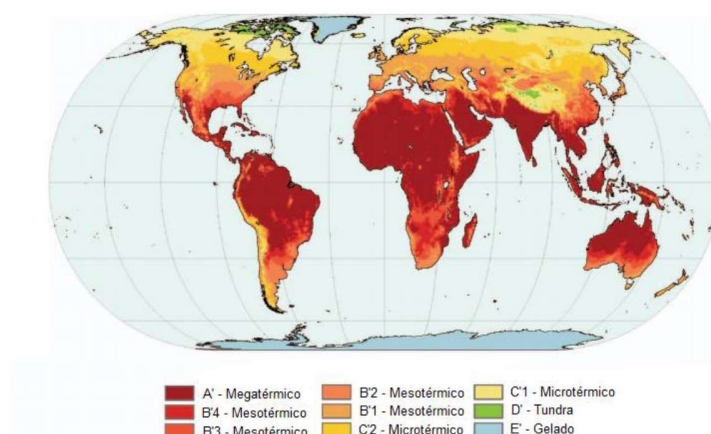 A' - Megatérmico B'2 - Mesotérmico C'1 - Microtérmico
B'4 - Mesotérmico B'1 - Mesotérmico D' - Tundra
B'3 - Mesotérmico C'2 - Microtérmico E' - Gelado